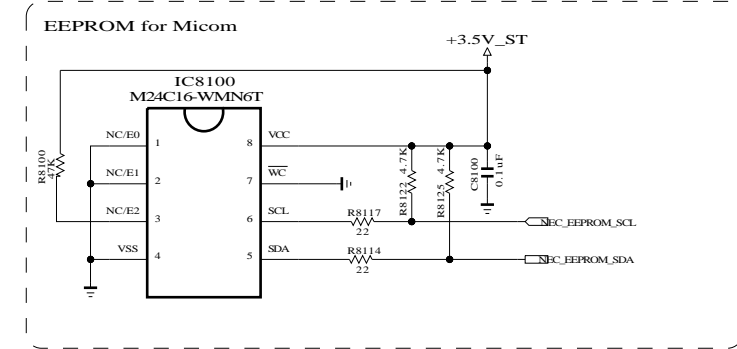 EEPROM for Micom
+3.5V_ST
IC8100
M24C16-WMN6T
R8100
47K
NC/E0
1
8
VCC
NC/E1
2
7
WC
NC/E2
3
6
SCL
VSS
4
5
SDA
R8117
22
R8114
22
R8122 4.7K
R8125 4.7K
C8100
0.1uF
NEC_EEPROM_SCL
NEC_EEPROM_SDA